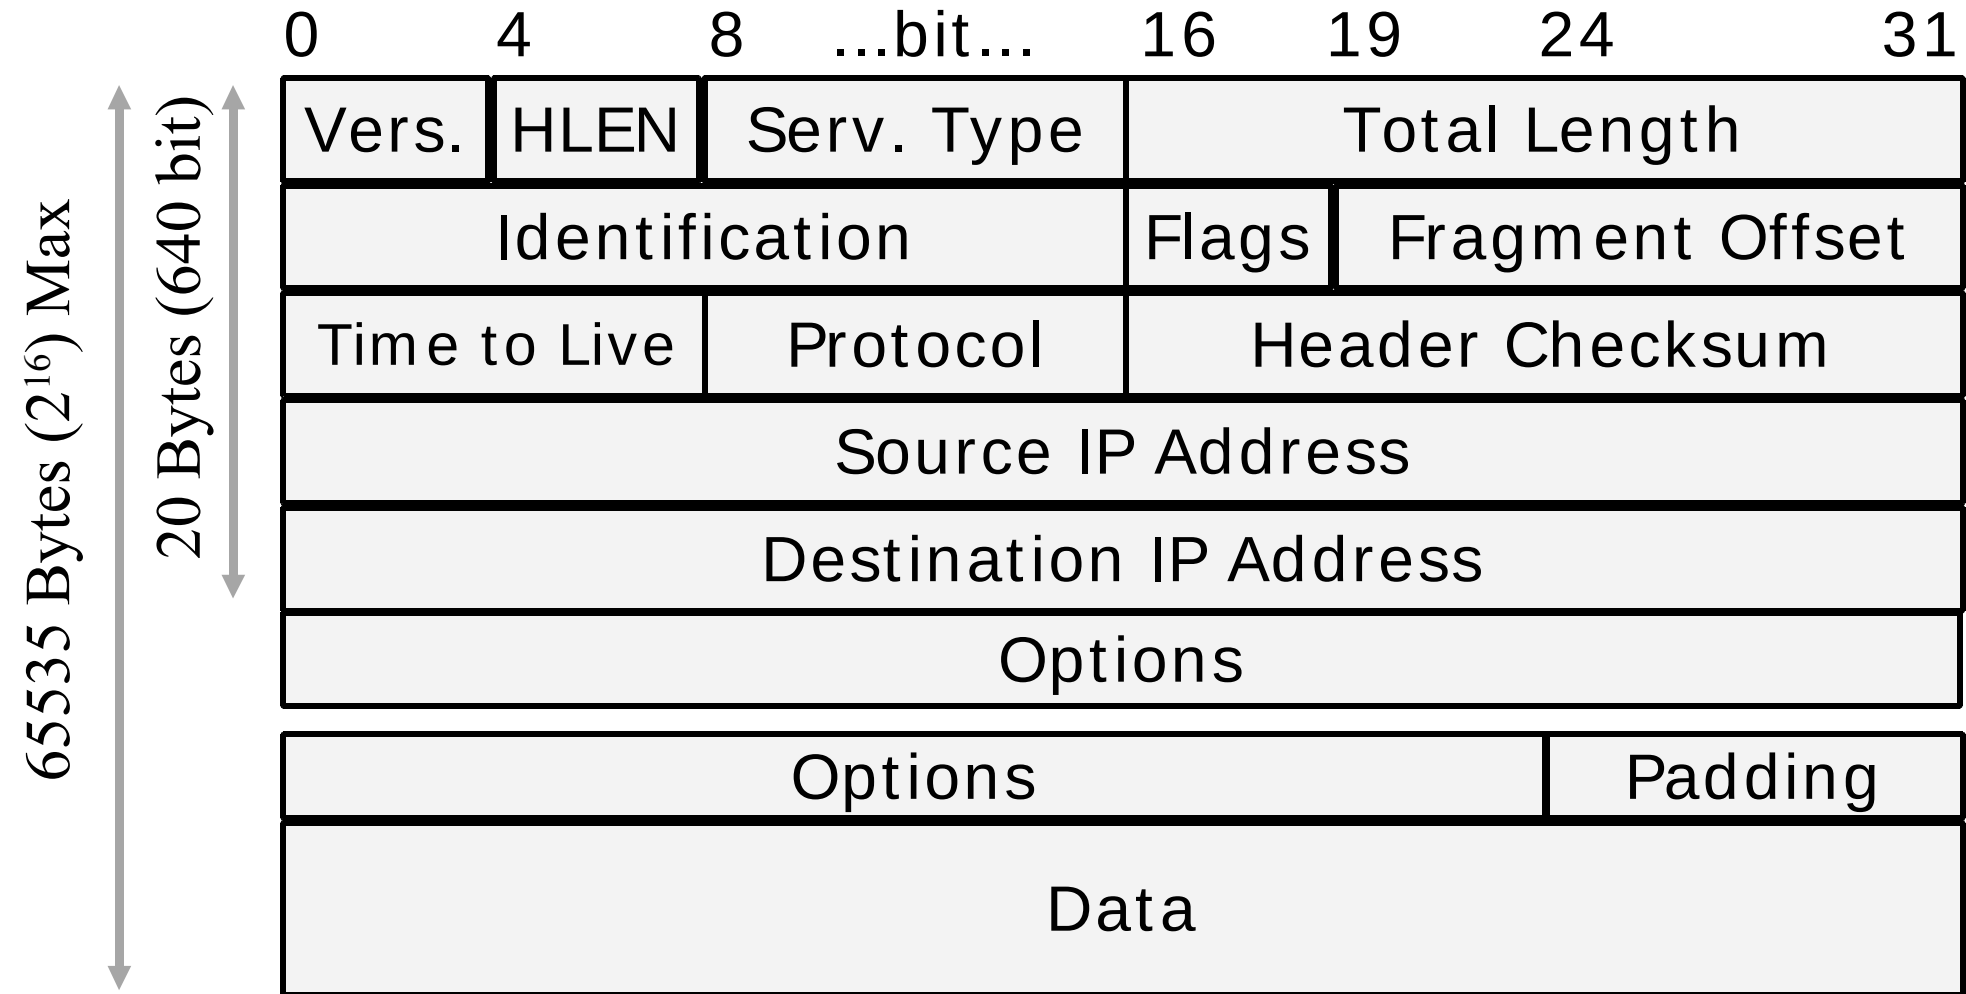 0 4 8 ...bit... 16 19 24 31
Vers. HLEN Serv. Type Total Length
Identification Flags Fragment Offset
Time to Live Protocol Header Checksum
Source IP Address
Destination IP Address
Options
Options Padding
Data
65535 Bytes (2¹⁶) Max
20 Bytes (640 bit)